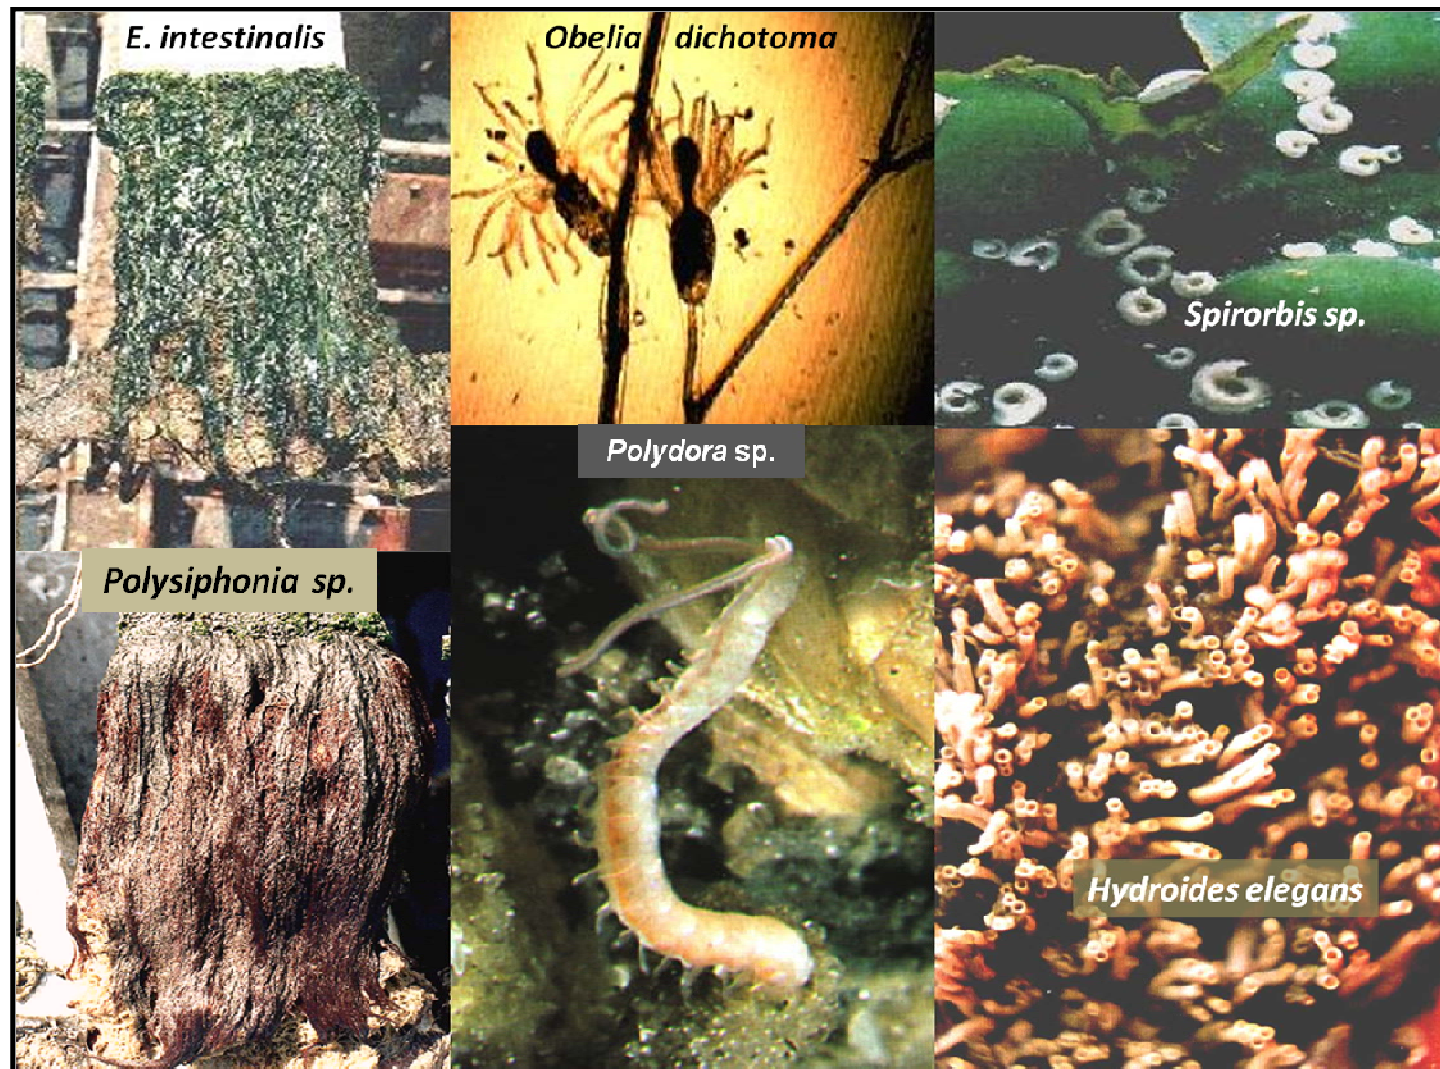 E. intestinalis
Obelia dichotoma
Spirorbis sp.
Polydora sp.
Polysiphonia sp.
Hydroides elegans